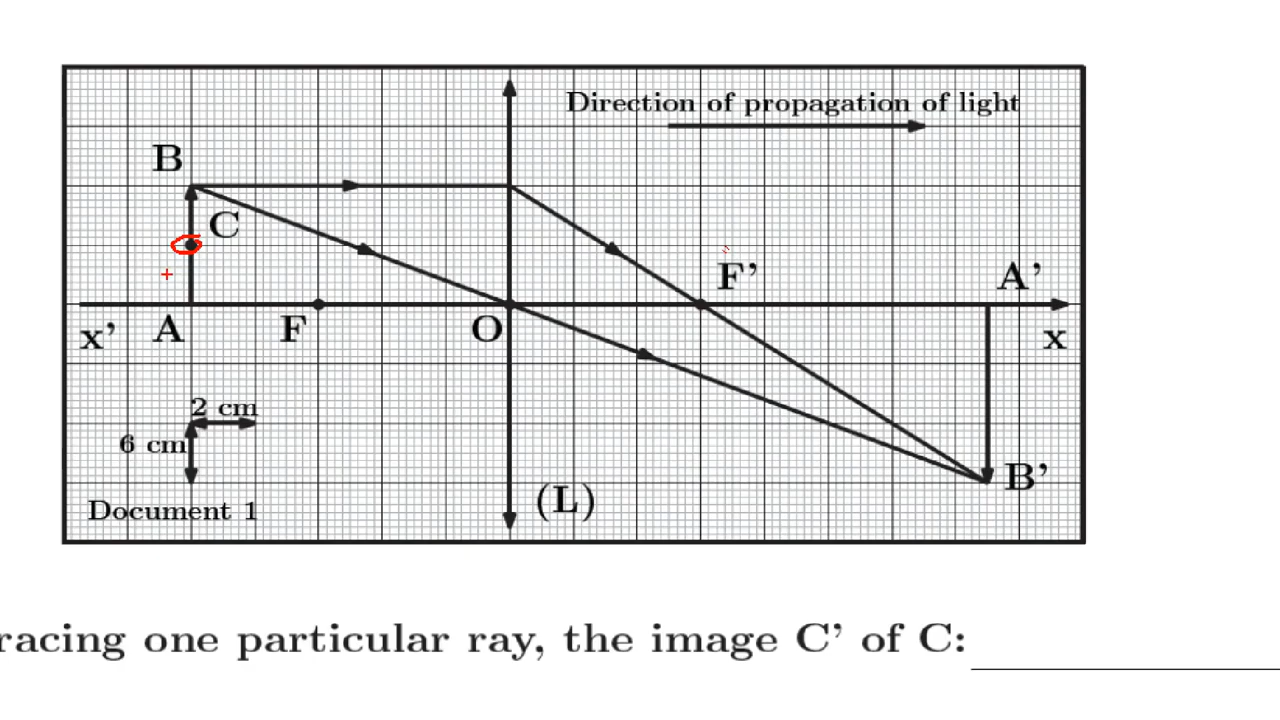 Direction of propagation of light
B
C
F’
A’
x’
A
F
O
x
2 cm
6 cm
B’
(L)
Document 1
racing one particular ray, the image C’ of C: